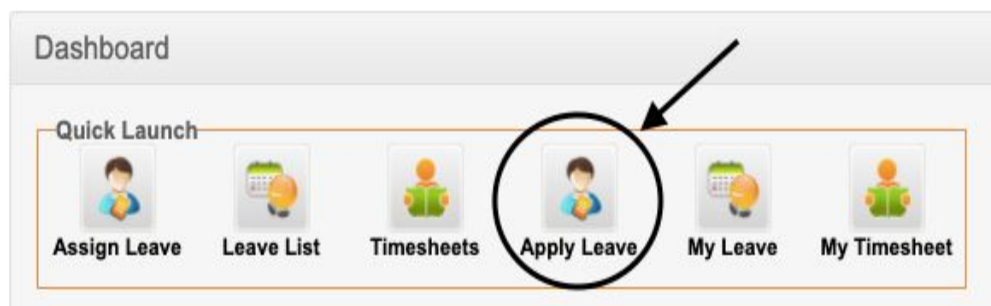 Dashboard
Quick Launch
Assign Leave
Leave List
Timesheets
Apply Leave
My Leave
My Timesheet